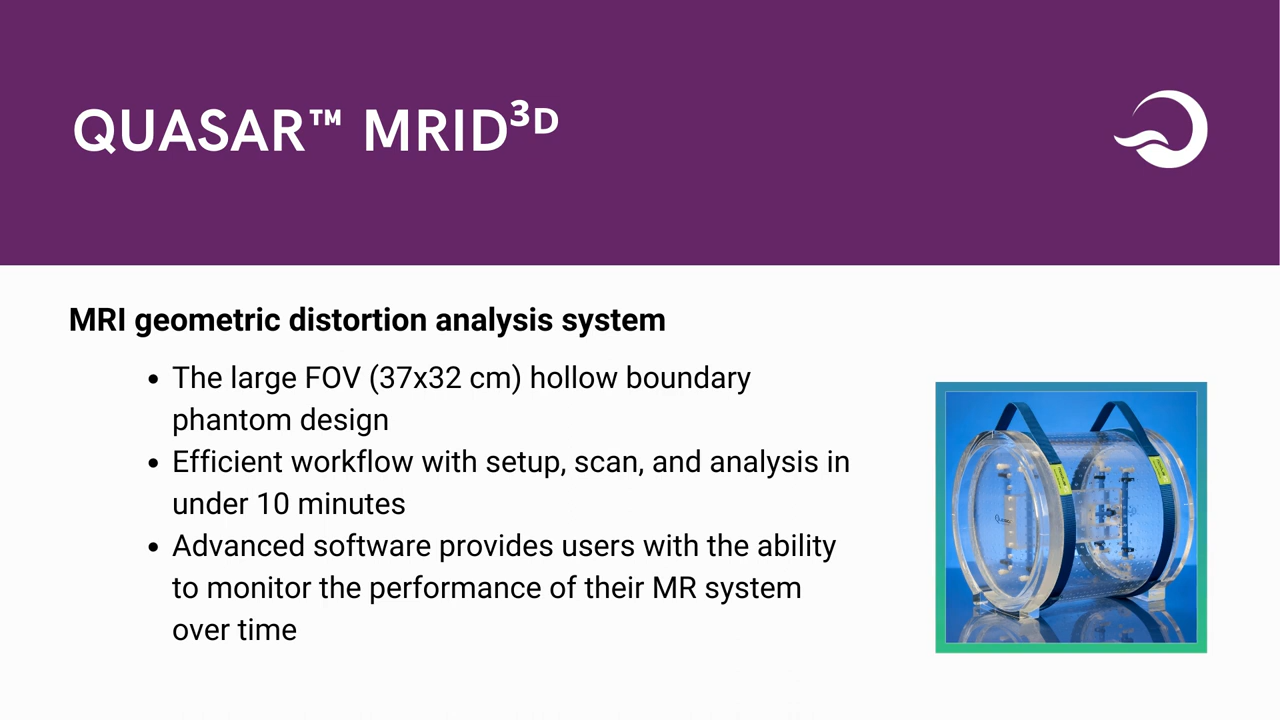 QUASAR™ MRID³ᴰ
MRI geometric distortion analysis system
• The large FOV (37x32 cm) hollow boundary
phantom design
• Efficient workflow with setup, scan, and analysis in
under 10 minutes
• Advanced software provides users with the ability
to monitor the performance of their MR system
over time